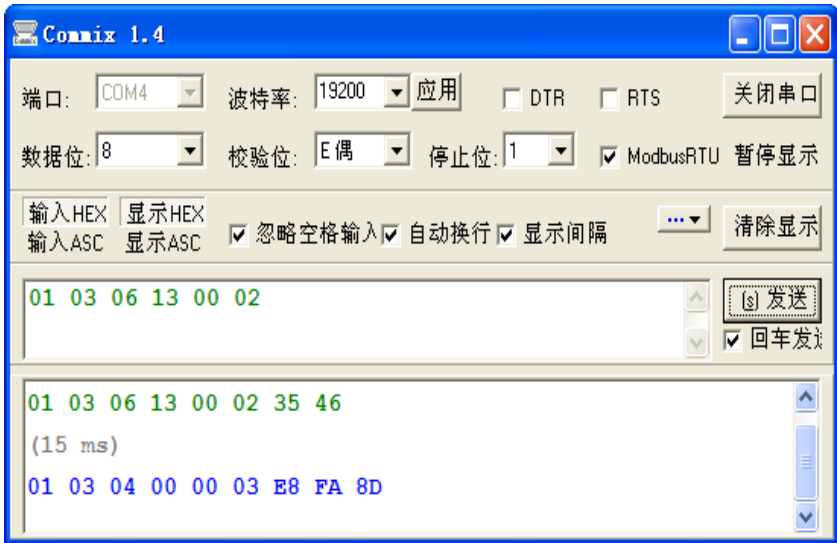 Commix 1.4
端口: COM4 波特率: 19200 应用 DTR RTS 关闭串口
数据位: 8 校验位: E偶 停止位: 1 ModbusRTU 暂停显示
输入HEX 显示HEX
输入ASC 显示ASC 忽略空格输入 自动换行 显示间隔 ... 清除显示
01 03 06 13 00 02 (s) 发送
回车发送
01 03 06 13 00 02 35 46
(15 ms)
01 03 04 00 00 03 E8 FA 8D